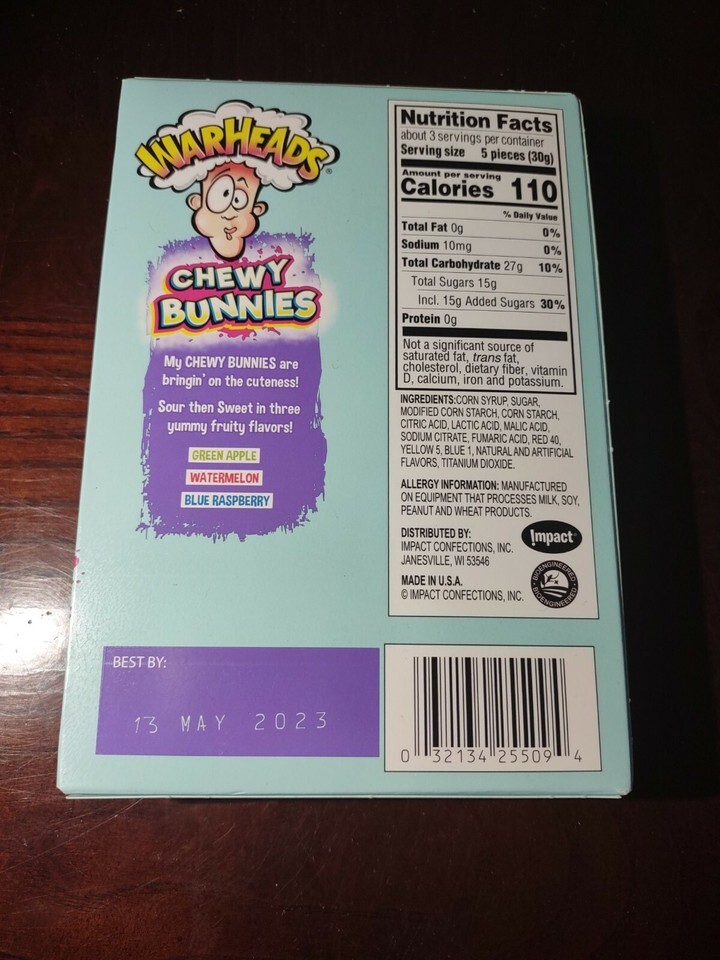 WARHEADS®
CHEWY
BUNNIES
My CHEWY BUNNIES are
bringin' on the cuteness!
Sour then Sweet in three
yummy fruity flavors!
GREEN APPLE
WATERMELON
BLUE RASPBERRY
BEST BY:
13 MAY 2023
Nutrition Facts
about 3 servings per container
Serving size 5 pieces (30g)
Amount per serving
Calories 110
% Daily Value
Total Fat 0g 0%
Sodium 10mg 0%
Total Carbohydrate 27g 10%
Total Sugars 15g
Incl. 15g Added Sugars 30%
Protein 0g
Not a significant source of
saturated fat, trans fat,
cholesterol, dietary fiber, vitamin
D, calcium, iron and potassium.
INGREDIENTS:CORN SYRUP, SUGAR,
MODIFIED CORN STARCH, CORN STARCH,
CITRIC ACID, LACTIC ACID, MALIC ACID,
SODIUM CITRATE, FUMARIC ACID, RED 40,
YELLOW 5, BLUE 1, NATURAL AND ARTIFICIAL
FLAVORS, TITANIUM DIOXIDE.
ALLERGY INFORMATION: MANUFACTURED
ON EQUIPMENT THAT PROCESSES MILK, SOY,
PEANUT AND WHEAT PRODUCTS.
DISTRIBUTED BY:
IMPACT CONFECTIONS, INC.
JANESVILLE, WI 53546
MADE IN U.S.A.
© IMPACT CONFECTIONS, INC.
Impact
BIOENGINEERED
BIOENGINEERED
0 32134 25509 4